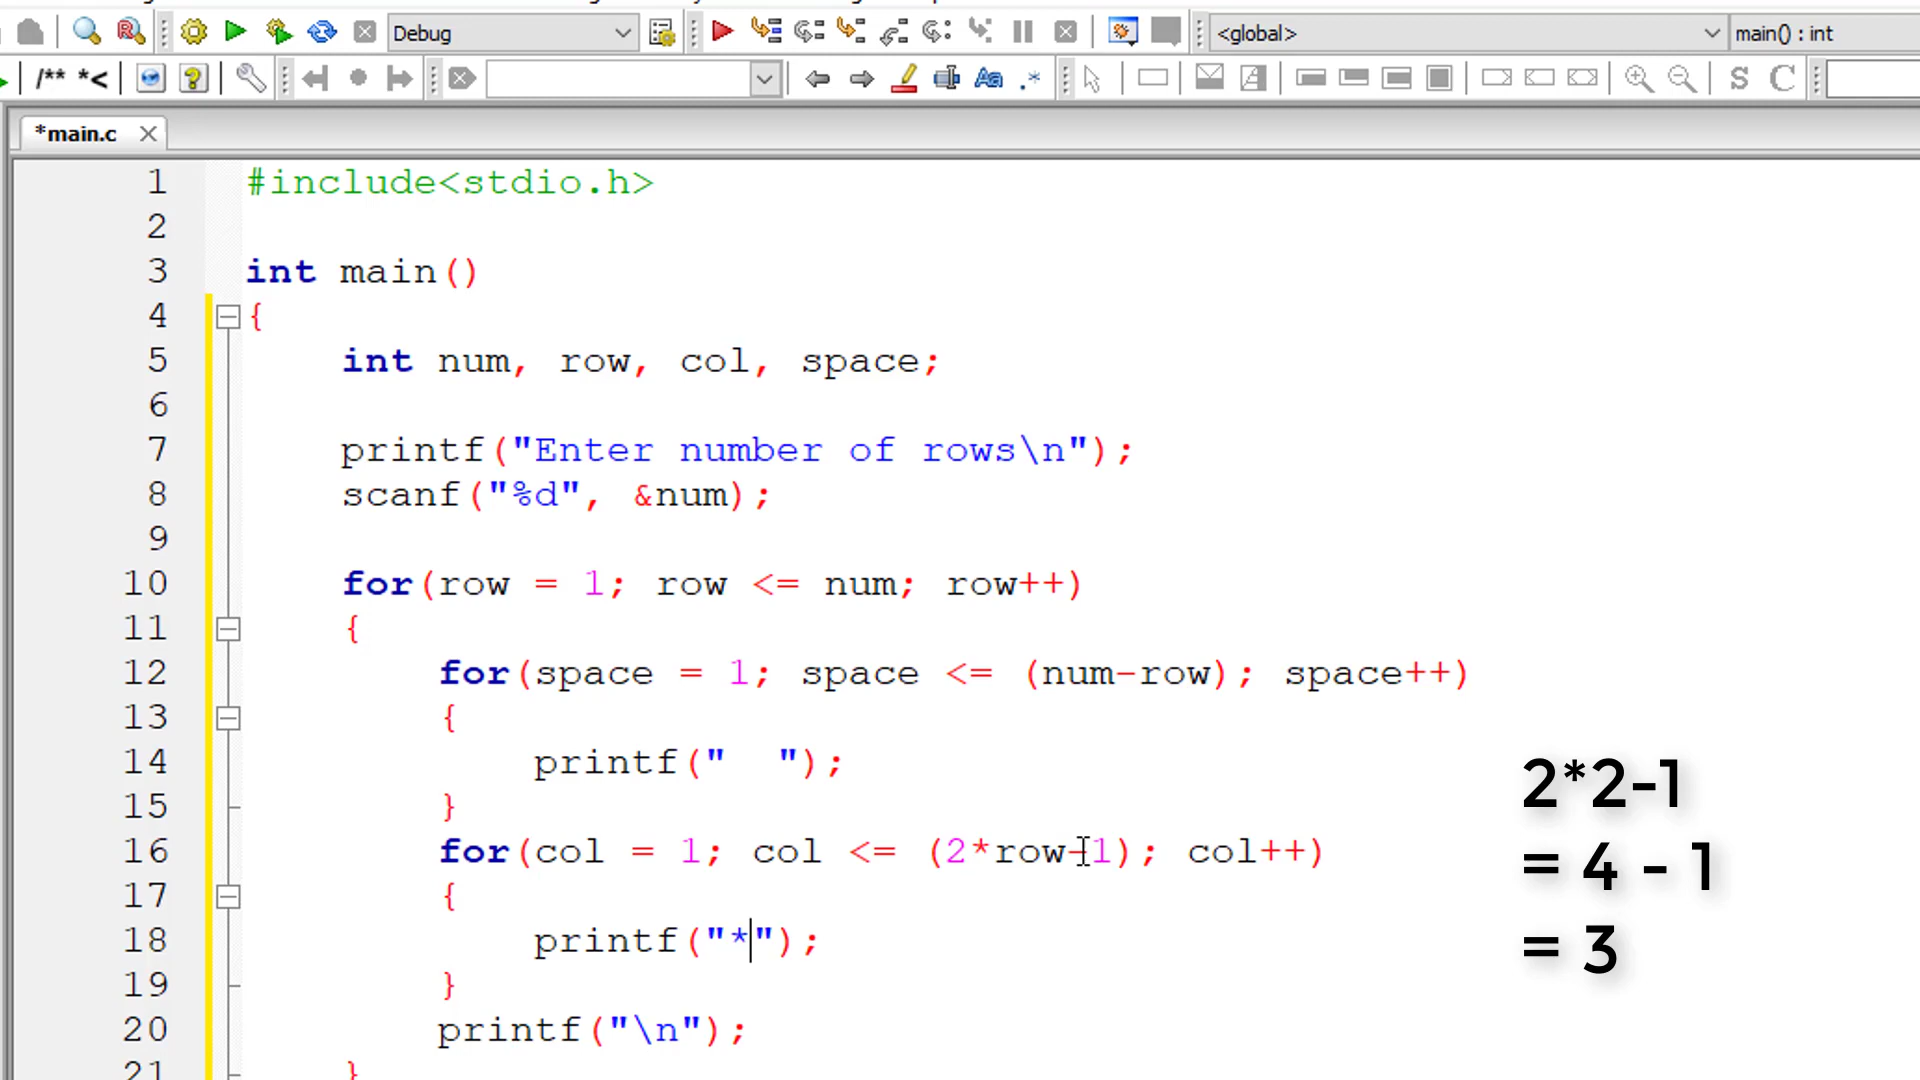 Debug
<global>
main() : int
/** *<
S C
*main.c
1 #include<stdio.h>
2
3 int main()
4 {
5 int num, row, col, space;
6
7 printf("Enter number of rows\n");
8 scanf("%d", &num);
9
10 for(row = 1; row <= num; row++)
11 {
12 for(space = 1; space <= (num-row); space++)
13 {
14 printf("  ");
15 }
16 for(col = 1; col <= (2*row-1); col++)
17 {
18 printf("*");
19 }
20 printf("\n");
21 }
2*2-1
= 4 - 1
= 3